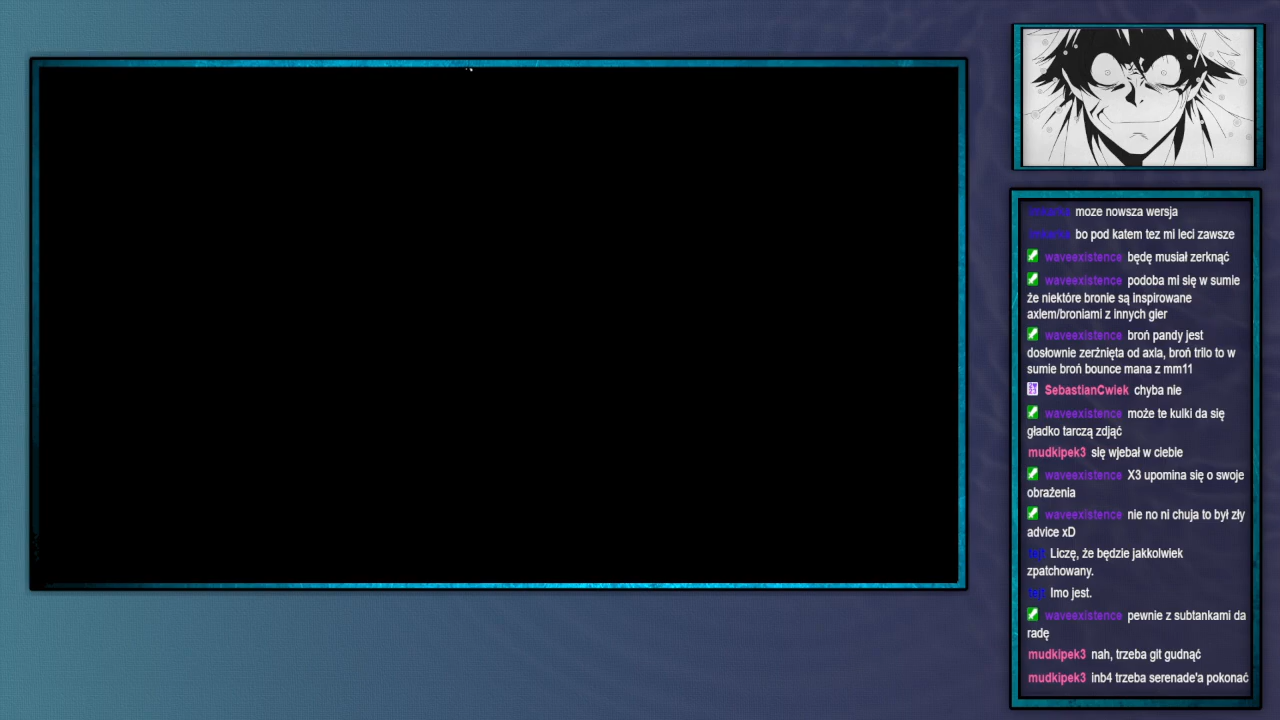 moze nowsza wersja
bo pod katem tez mi leci zawsze
waveexistence będę musiał zerknąć
waveexistence podoba mi się w sumie
że niektóre bronie są inspirowane
axlem/broniami z innych gier
waveexistence broń pandy jest
dosłownie zerżnięta od axla, broń trilo to w
sumie broń bounce mana z mm11
SebastianCwiek chyba nie
waveexistence może te kulki da się
gładko tarczą zdjąć
mudkipek3 się wjebał w ciebie
waveexistence X3 upomina się o swoje
obrażenia
waveexistence nie no ni chuja to był zły
advice xD
Liczę, że będzie jakkolwiek
zpatchowany.
Imo jest.
waveexistence pewnie z subtankami da
radę
mudkipek3 nah, trzeba git gudnąć
mudkipek3 inb4 trzeba serenade'a pokonać